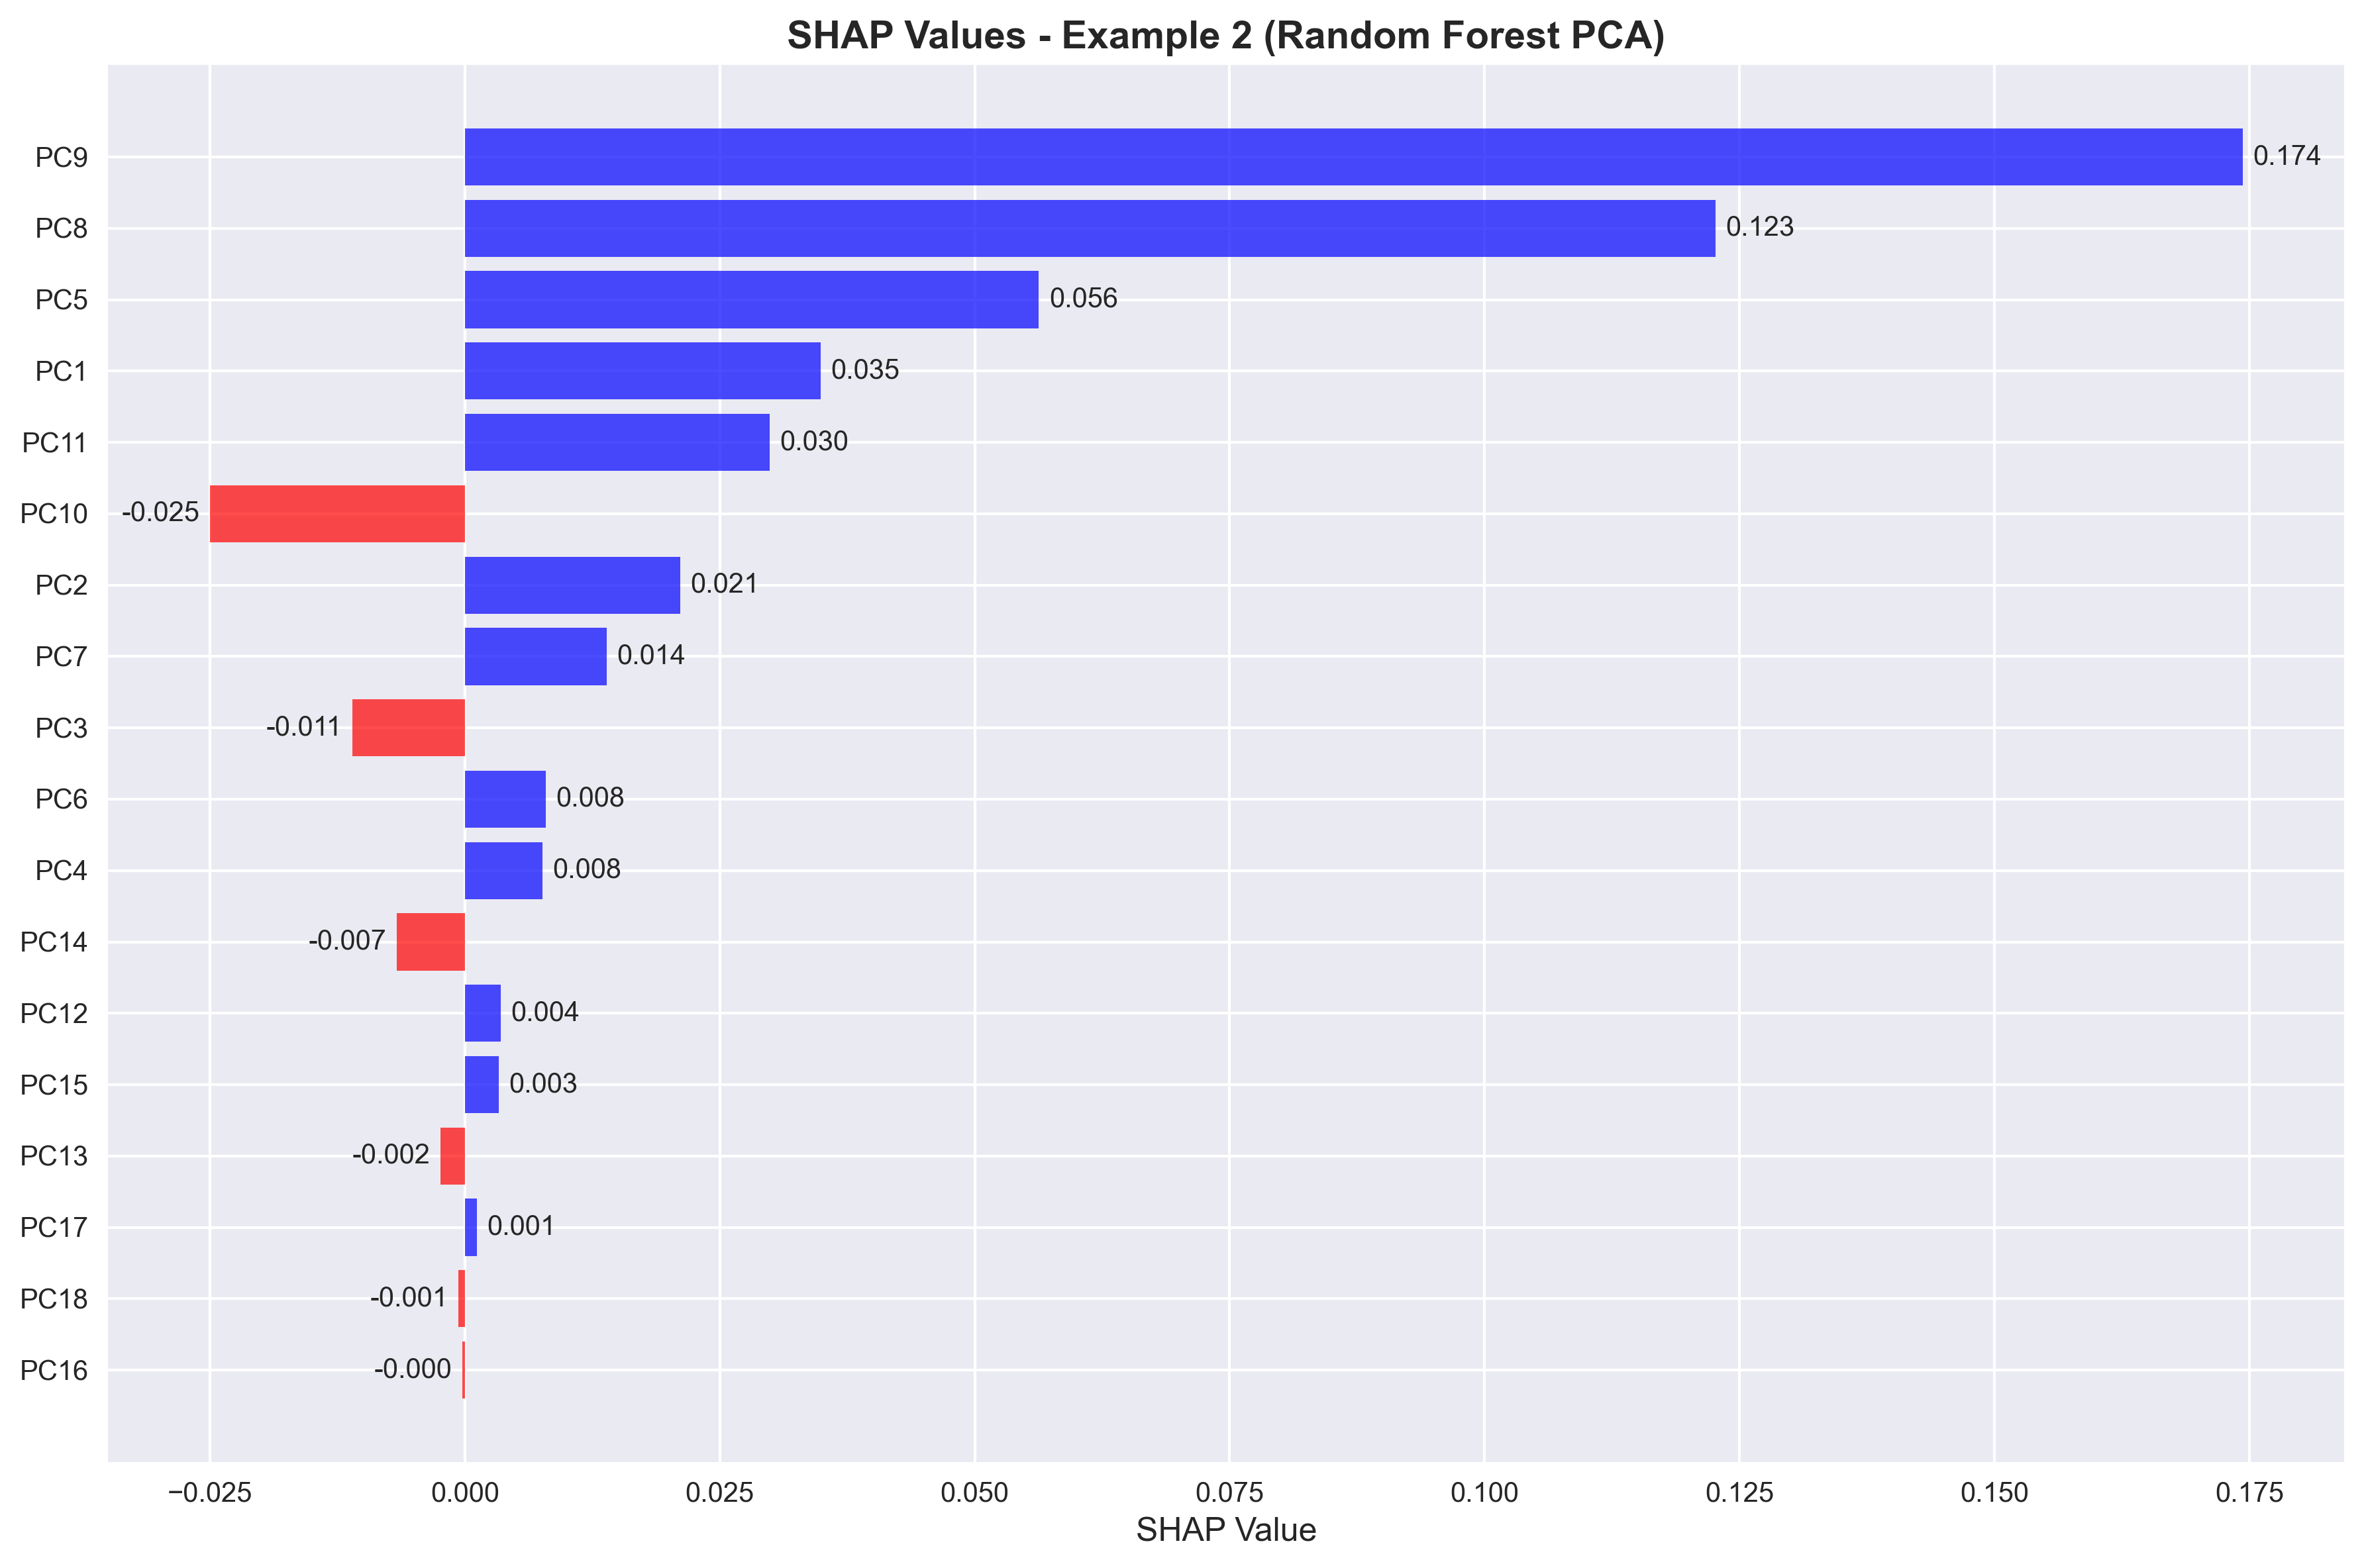 SHAP Values - Example 2 (Random Forest PCA)
PC9 0.174
PC8 0.123
PC5 0.056
PC1 0.035
PC11 0.030
PC10 -0.025
PC2 0.021
PC7 0.014
PC3 -0.011
PC6 0.008
PC4 0.008
PC14 -0.007
PC12 0.004
PC15 0.003
PC13 -0.002
PC17 0.001
PC18 -0.001
PC16 -0.000
−0.025 0.000 0.025 0.050 0.075 0.100 0.125 0.150 0.175
SHAP Value